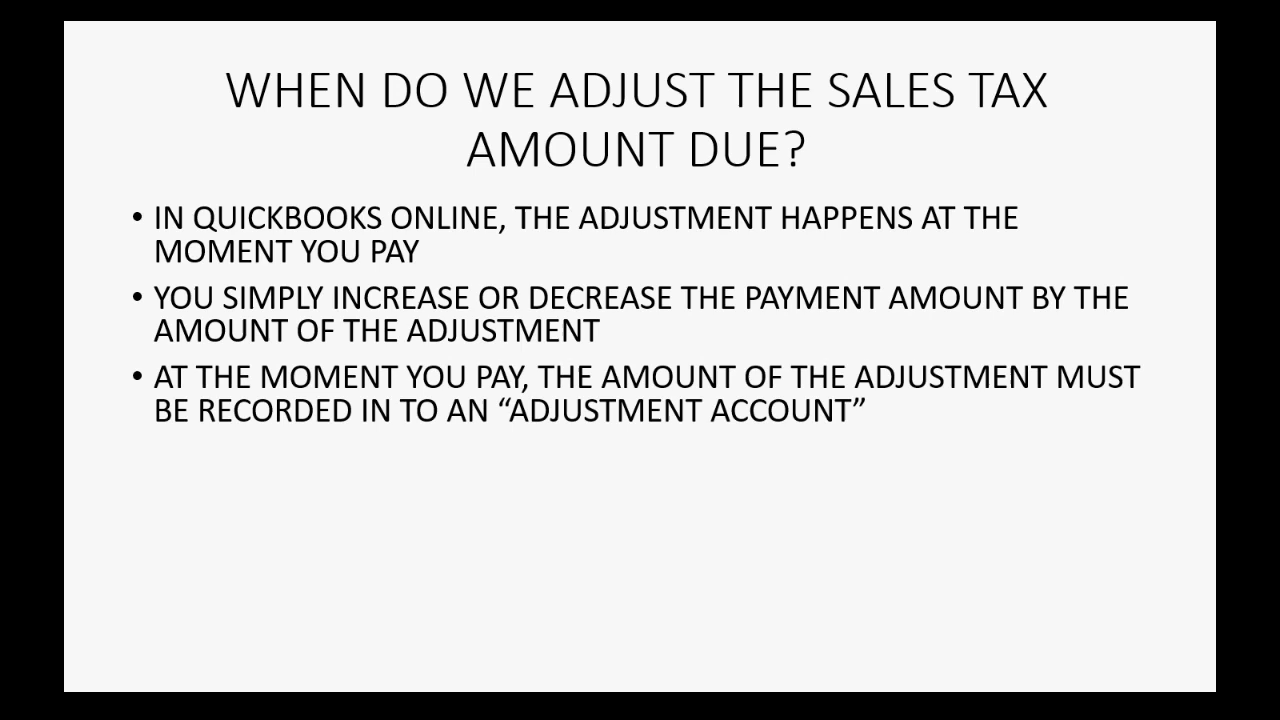 WHEN DO WE ADJUST THE SALES TAX
AMOUNT DUE?
• IN QUICKBOOKS ONLINE, THE ADJUSTMENT HAPPENS AT THE
MOMENT YOU PAY
• YOU SIMPLY INCREASE OR DECREASE THE PAYMENT AMOUNT BY THE
AMOUNT OF THE ADJUSTMENT
• AT THE MOMENT YOU PAY, THE AMOUNT OF THE ADJUSTMENT MUST
BE RECORDED IN TO AN “ADJUSTMENT ACCOUNT”